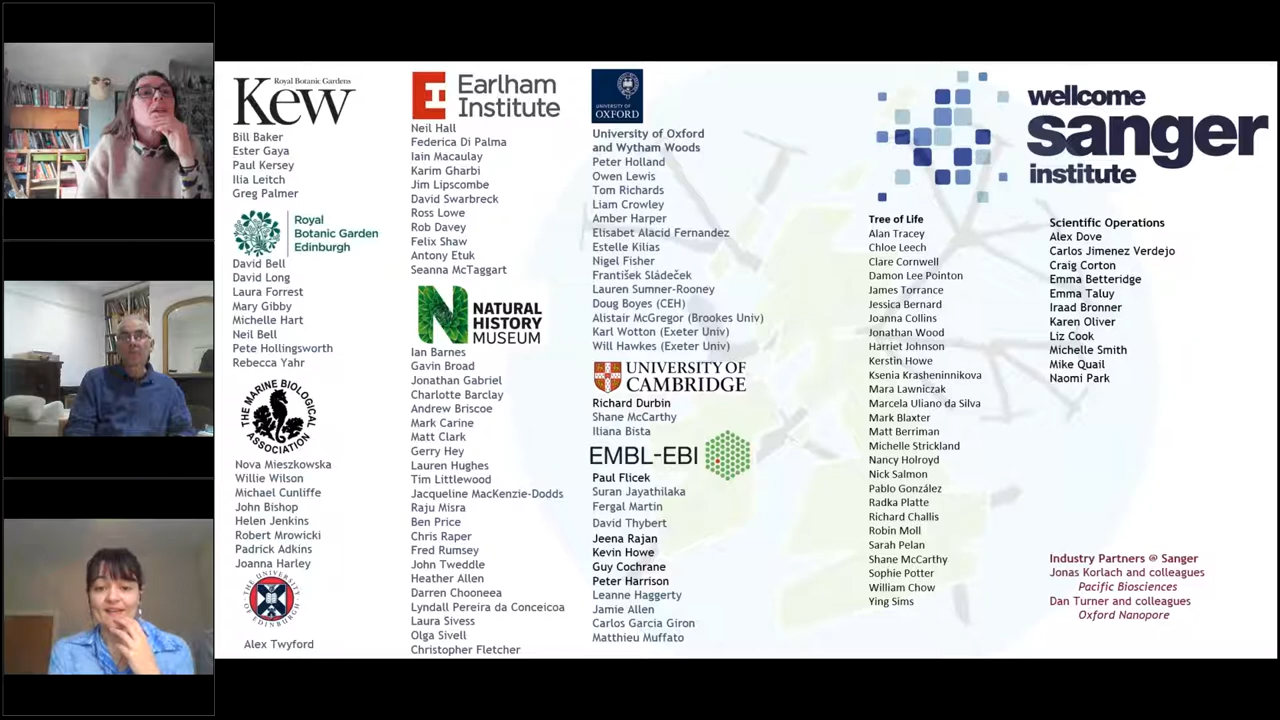 Royal Botanic Gardens
Kew
Bill Baker
Ester Gaya
Paul Kersey
Ilia Leitch
Greg Palmer
Royal
Botanic Garden
Edinburgh
David Bell
David Long
Laura Forrest
Mary Gibby
Michelle Hart
Neil Bell
Pete Hollingsworth
Rebecca Yahr
THE MARINE BIOLOGICAL
ASSOCIATION
Nova Mieszkowska
Willie Wilson
Michael Cunliffe
John Bishop
Helen Jenkins
Robert Mrowicki
Padrick Adkins
Joanna Harley
THE UNIVERSITY
OF EDINBURGH
Alex Twyford
Earlham
Institute
Neil Hall
Federica Di Palma
Iain Macaulay
Karim Gharbi
Jim Lipscombe
David Swarbreck
Ross Lowe
Rob Davey
Felix Shaw
Antony Etuk
Seanna McTaggart
NATURAL
HISTORY
MUSEUM
Ian Barnes
Gavin Broad
Jonathan Gabriel
Charlotte Barclay
Andrew Briscoe
Mark Carine
Matt Clark
Gerry Hey
Lauren Hughes
Tim Littlewood
Jacqueline MacKenzie-Dodds
Raju Misra
Ben Price
Chris Raper
Fred Rumsey
John Tweddle
Heather Allen
Darren Chooneea
Lyndall Pereira da Conceicoa
Laura Sivess
Olga Sivell
Christopher Fletcher
UNIVERSITY OF
OXFORD
University of Oxford
and Wytham Woods
Peter Holland
Owen Lewis
Tom Richards
Liam Crowley
Amber Harper
Elisabet Alacid Fernandez
Estelle Kilias
Nigel Fisher
František Sládeček
Lauren Sumner-Rooney
Doug Boyes (CEH)
Alistair McGregor (Brookes Univ)
Karl Wotton (Exeter Univ)
Will Hawkes (Exeter Univ)
UNIVERSITY OF
CAMBRIDGE
Richard Durbin
Shane McCarthy
Iliana Bista
EMBL-EBI
Paul Flicek
Suran Jayathilaka
Fergal Martin
David Thybert
Jeena Rajan
Kevin Howe
Guy Cochrane
Peter Harrison
Leanne Haggerty
Jamie Allen
Carlos Garcia Giron
Matthieu Muffato
wellcome
sanger
institute
Tree of Life
Alan Tracey
Chloe Leech
Clare Cornwell
Damon Lee Pointon
James Torrance
Jessica Bernard
Joanna Collins
Jonathan Wood
Harriet Johnson
Kerstin Howe
Ksenia Krasheninnikova
Mara Lawniczak
Marcela Uliano da Silva
Mark Blaxter
Matt Berriman
Michelle Strickland
Nancy Holroyd
Nick Salmon
Pablo González
Radka Platte
Richard Challis
Robin Moll
Sarah Pelan
Shane McCarthy
Sophie Potter
William Chow
Ying Sims
Scientific Operations
Alex Dove
Carlos Jimenez Verdejo
Craig Corton
Emma Betteridge
Emma Taluy
Iraad Bronner
Karen Oliver
Liz Cook
Michelle Smith
Mike Quail
Naomi Park
Industry Partners @ Sanger
Jonas Korlach and colleagues
Pacific Biosciences
Dan Turner and colleagues
Oxford Nanopore